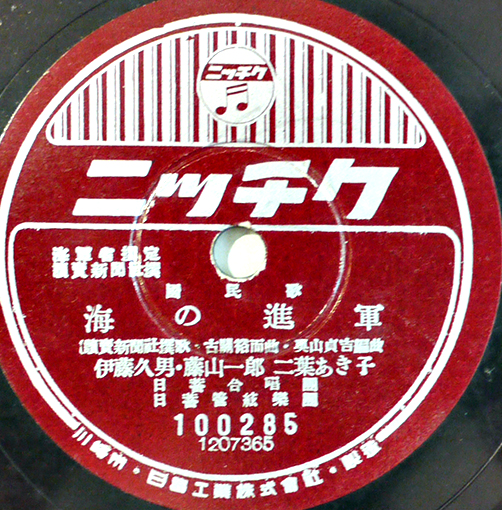 ニッチク
ニッチク
海軍省撰定
讀賣新聞社撰
國民歌
海の進軍
讀賣新聞社撰歌・古關裕而曲・奥山貞吉編曲
伊藤久男・藤山一郎 二葉あき子
日蓄合唱團
日蓄管絃樂團
100285
1207365
川崎市・日蓄工業株式會社・製造